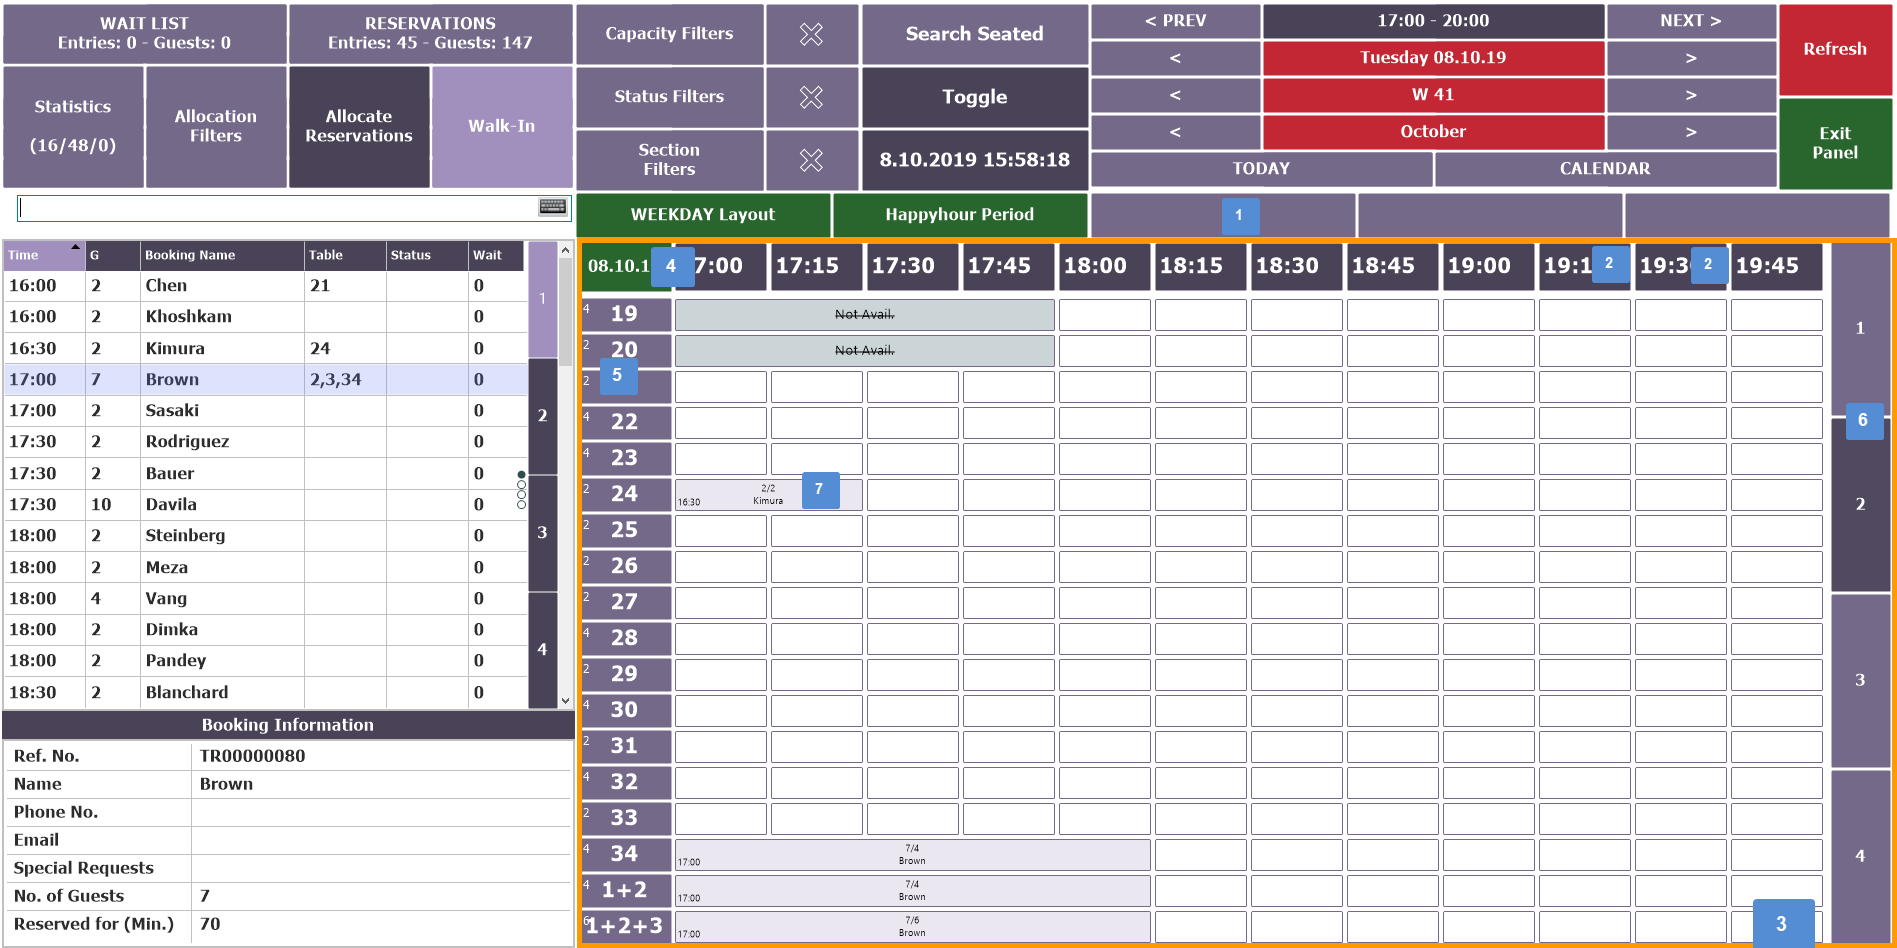 WAIT LIST
Entries: 0 - Guests: 0
RESERVATIONS
Entries: 45 - Guests: 147
Statistics
(16/48/0)
Allocation
Filters
Allocate
Reservations
Walk-In
Capacity Filters
Status Filters
Section
Filters
Search Seated
Toggle
8.10.2019 15:58:18
< PREV
17:00 - 20:00
NEXT >
<
Tuesday 08.10.19
>
<
W 41
>
<
October
>
TODAY
CALENDAR
Refresh
Exit
Panel
WEEKDAY Layout
Happyhour Period
1
Time G Booking Name Table Status Wait
16:00 2 Chen 21 0
16:00 2 Khoshkam 0
16:30 2 Kimura 24 0
17:00 7 Brown 2,3,34 0
17:00 2 Sasaki 0
17:30 2 Rodriguez 0
17:30 2 Bauer 0
17:30 10 Davila 0
18:00 2 Steinberg 0
18:00 2 Meza 0
18:00 4 Vang 0
18:00 2 Dimka 0
18:00 2 Pandey 0
18:30 2 Blanchard 0
1
2
3
4
Booking Information
Ref. No. TR00000080
Name Brown
Phone No.
Email
Special Requests
No. of Guests 7
Reserved for (Min.) 70
08.10.1 4 7:00 17:15 17:30 17:45 18:00 18:15 18:30 18:45 19:00 19:1 2 19:3 2 19:45
4 19 Not Avail.
2 20 Not Avail.
5
2
4 22
4 23
2 24 16:30 2/2 Kimura 7
2 25
2 26
2 27
4 28
2 29
4 30
2 31
4 32
2 33
4 34 17:00 7/4 Brown
4 1+2 17:00 7/4 Brown
6 1+2+3 17:00 7/6 Brown
3
1
6
2
3
4